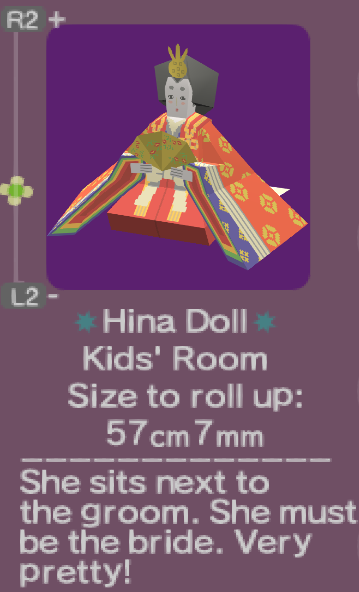 R2 +
L2 -
Hina Doll
Kids' Room
Size to roll up:
57cm7mm
She sits next to
the groom. She must
be the bride. Very
pretty!